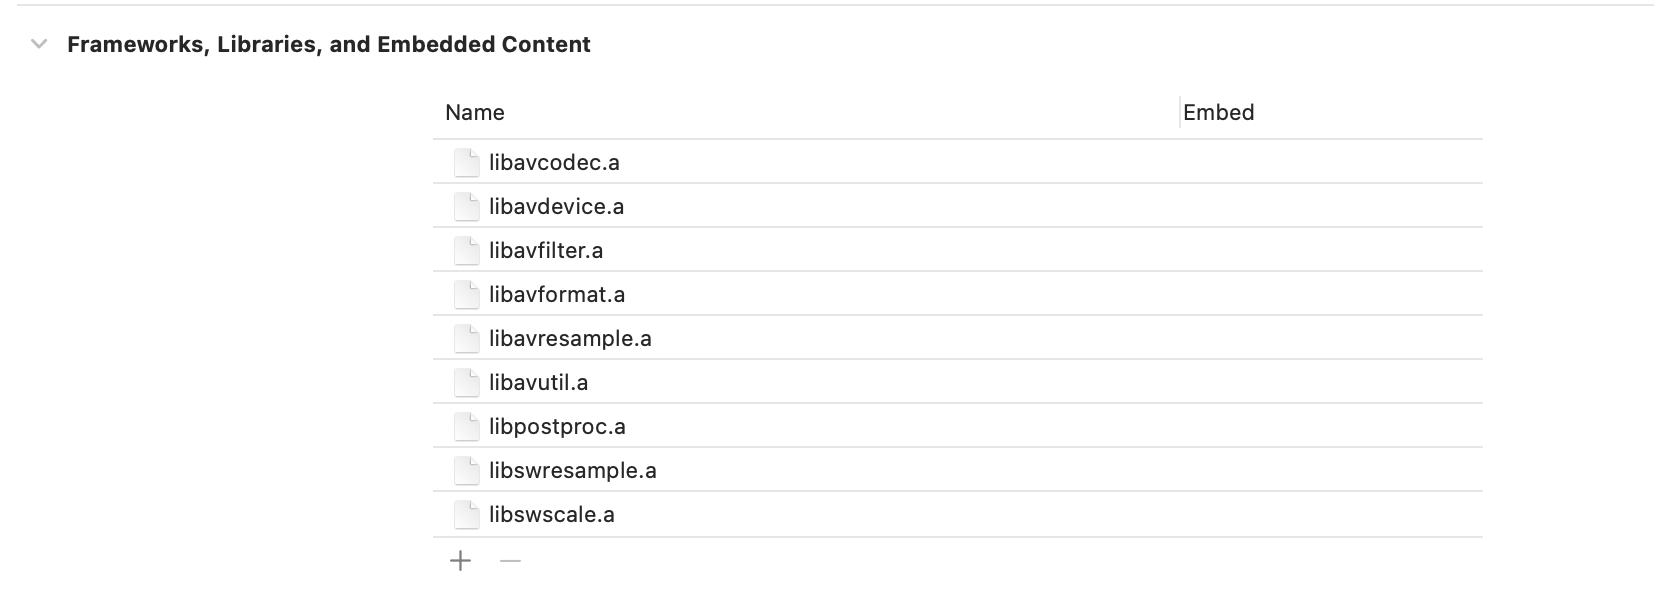 Frameworks, Libraries, and Embedded Content
Name Embed
libavcodec.a
libavdevice.a
libavfilter.a
libavformat.a
libavresample.a
libavutil.a
libpostproc.a
libswresample.a
libswscale.a